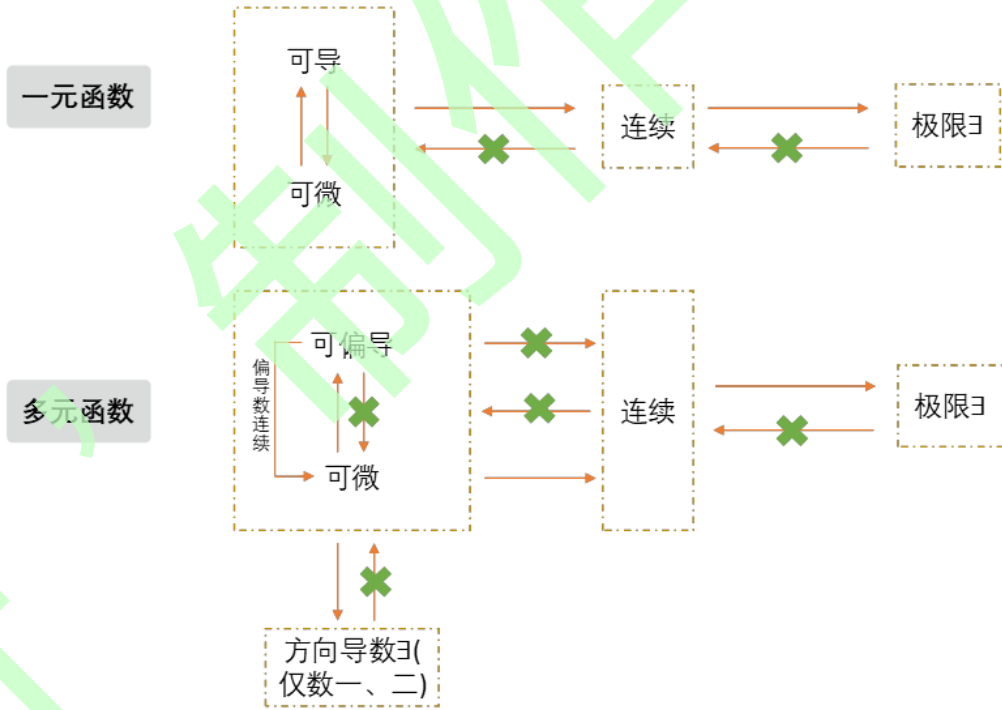 可导
一元函数
连续
极限∃
可微
可偏导
偏导数连续
多元函数
连续
极限∃
可微
方向导数∃(
仅数一、二)
制作
，